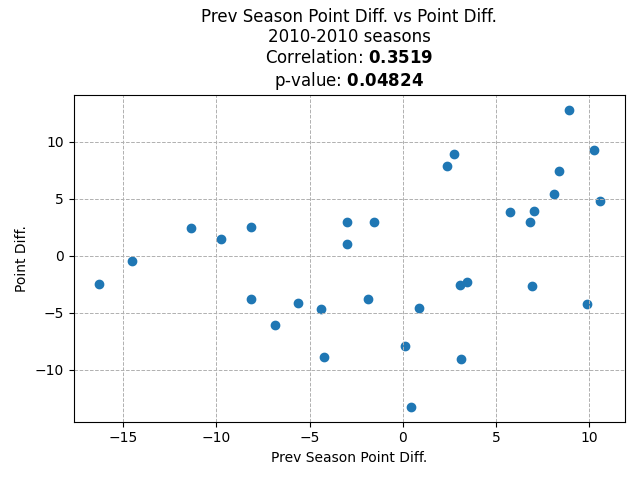 Prev Season Point Diff. vs Point Diff.
2010-2010 seasons
Correlation: 0.3519
p-value: 0.04824
10
5
0
−5
−10
Point Diff.
−15
−10
−5
0
5
10
Prev Season Point Diff.